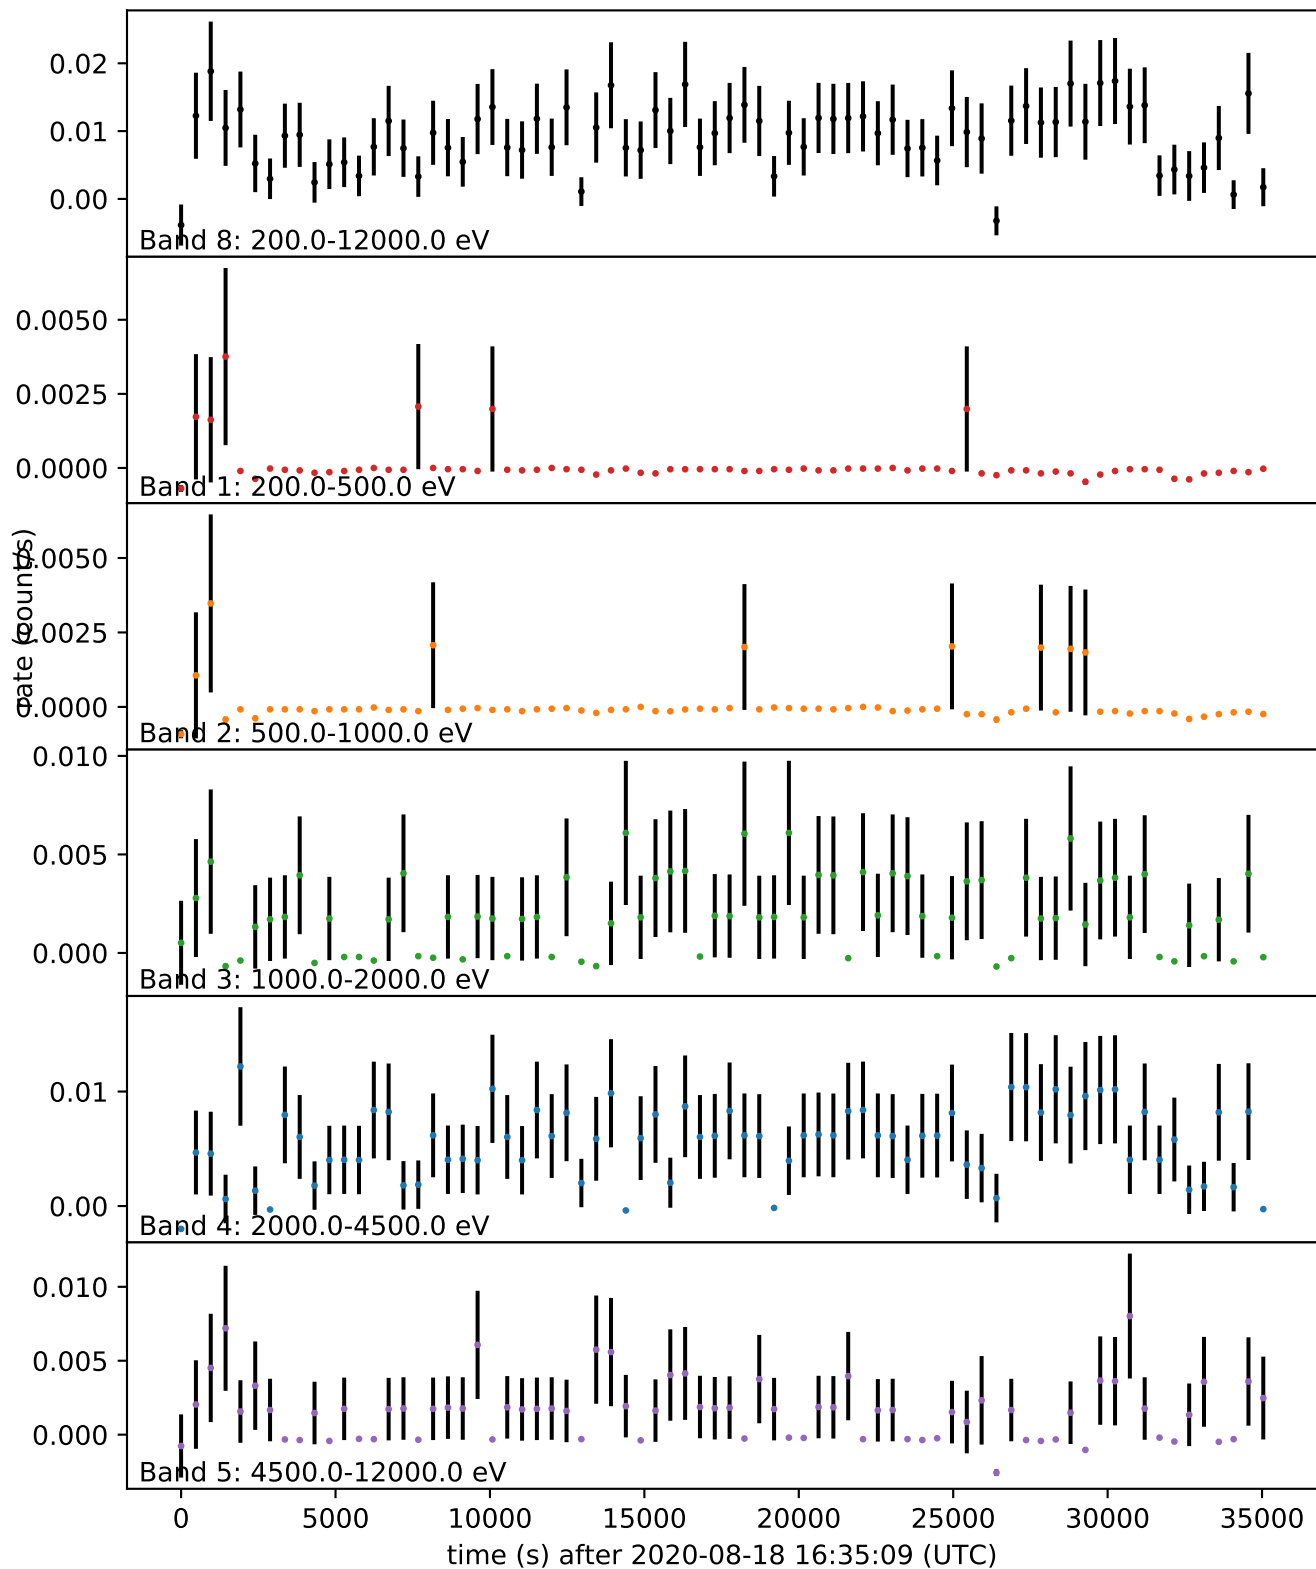 0.02
0.01
0.00
Band 8: 200.0-12000.0 eV
0.0050
0.0025
0.0000
Band 1: 200.0-500.0 eV
rate (count/s)
0.0050
0.0025
0.0000
Band 2: 500.0-1000.0 eV
0.010
0.005
0.000
Band 3: 1000.0-2000.0 eV
0.01
0.00
Band 4: 2000.0-4500.0 eV
0.010
0.005
0.000
Band 5: 4500.0-12000.0 eV
0 5000 10000 15000 20000 25000 30000 35000
time (s) after 2020-08-18 16:35:09 (UTC)